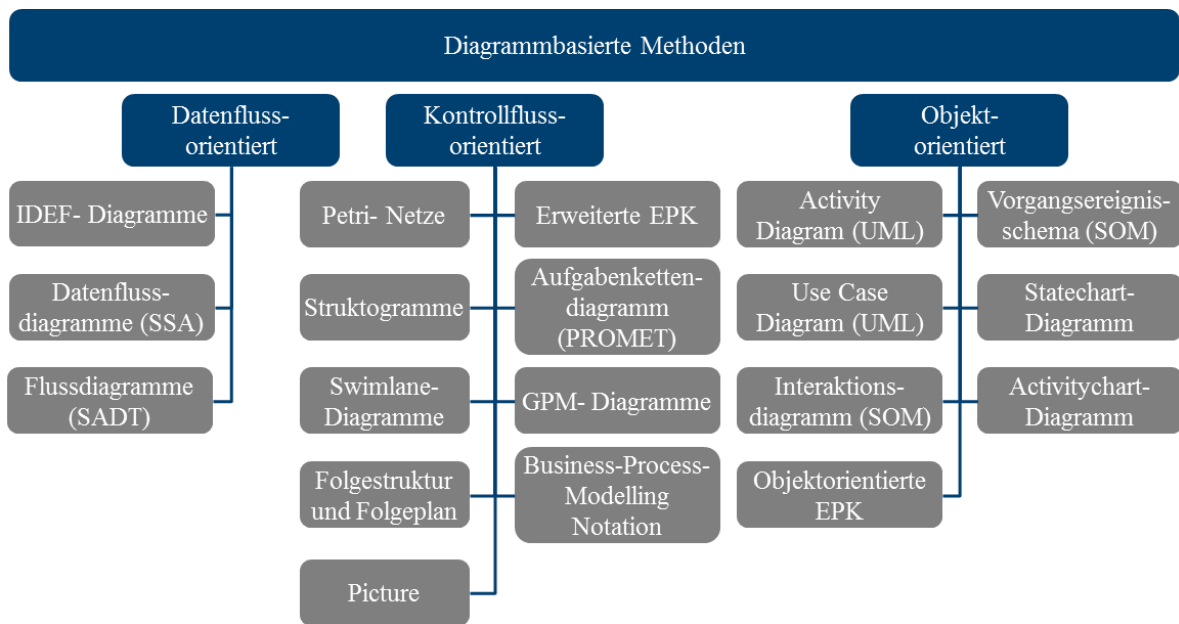 Diagrammbasierte Methoden
Datenfluss-
orientiert
Kontrollfluss-
orientiert
Objekt-
orientiert
IDEF- Diagramme
Datenfluss-
diagramme (SSA)
Flussdiagramme
(SADT)
Petri- Netze
Erweiterte EPK
Struktogramme
Aufgabenketten-
diagramm
(PROMET)
Swimlane-
Diagramme
GPM- Diagramme
Folgestruktur
und Folgeplan
Business-Process-
Modelling
Notation
Picture
Activity
Diagram (UML)
Vorgangsereignis-
schema (SOM)
Use Case
Diagram (UML)
Statechart-
Diagramm
Interaktions-
diagramm (SOM)
Activitychart-
Diagramm
Objektorientierte
EPK